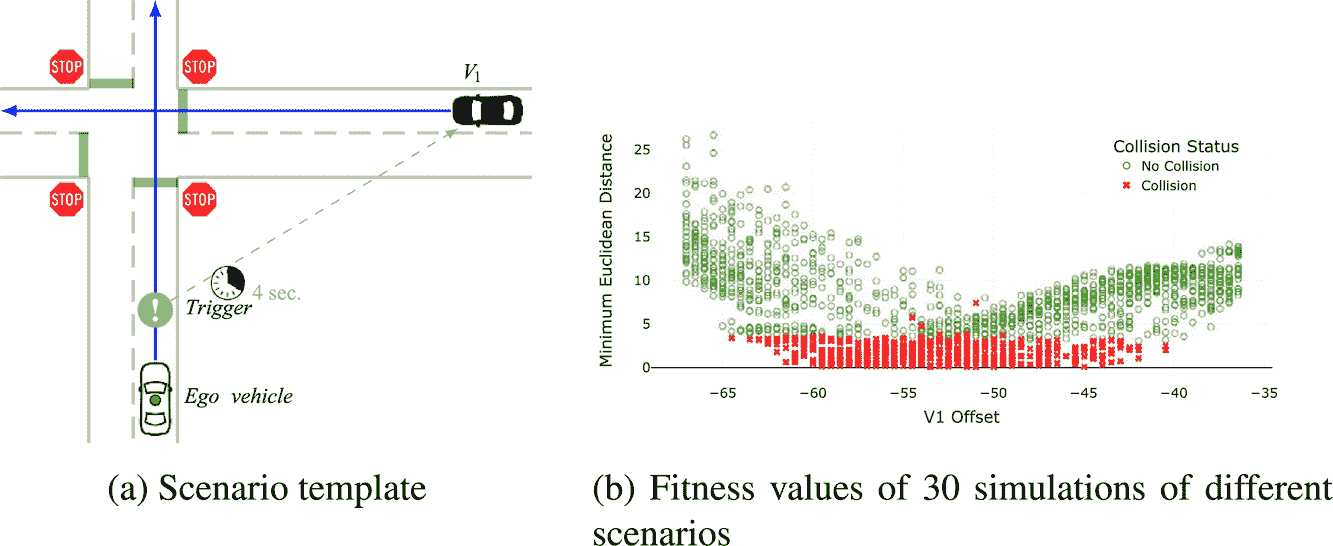 STOP
STOP
V1
STOP
STOP
4 sec.
Trigger
Ego vehicle
(a) Scenario template
Minimum Euclidean Distance
25
20
15
10
5
0
Collision Status
No Collision
Collision
−65
−60
−55
−50
−45
−40
−35
V1 Offset
(b) Fitness values of 30 simulations of different
scenarios